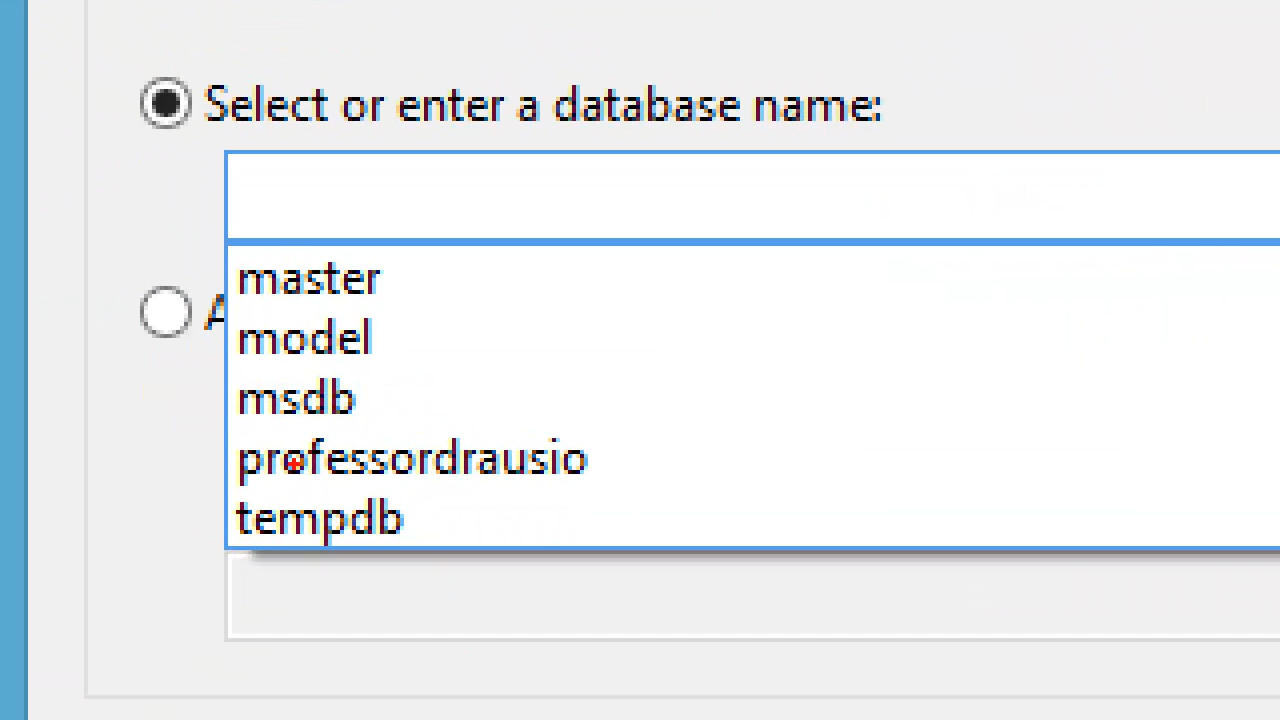 Select or enter a database name:
master
model
msdb
professordrausio
tempdb